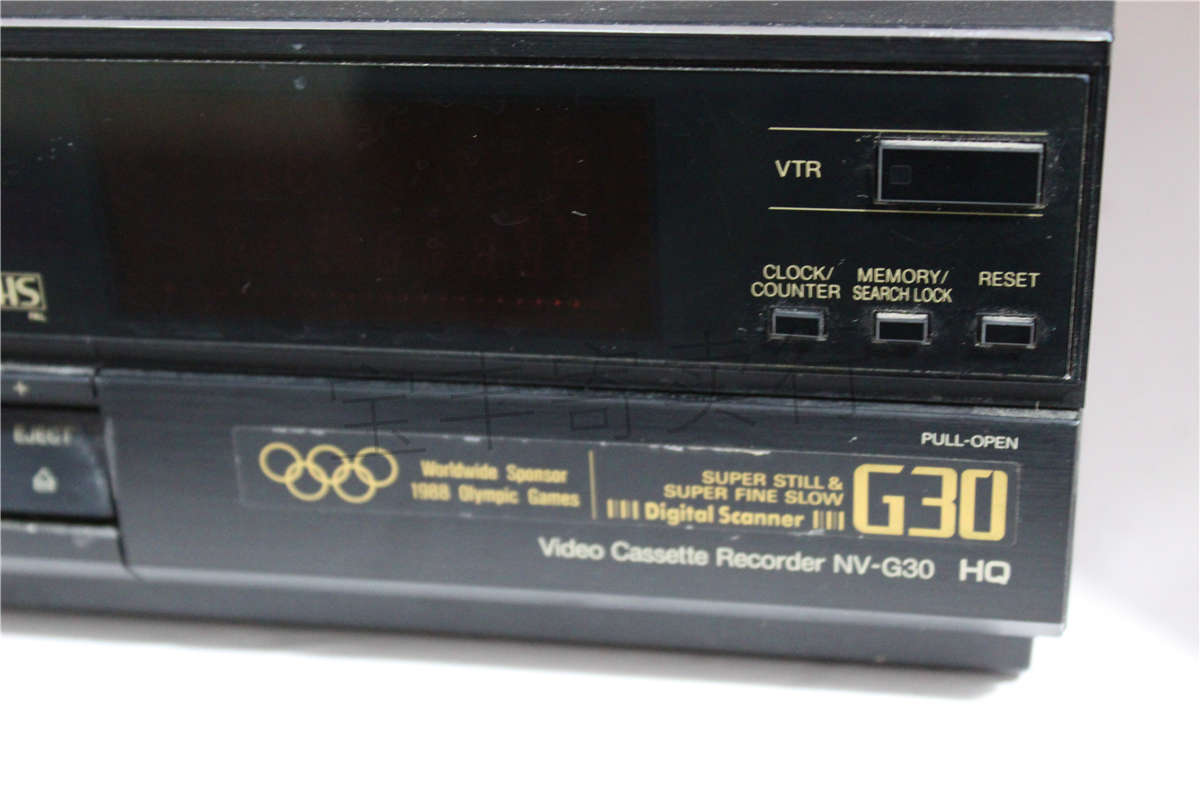 VTR
CLOCK/
COUNTER
MEMORY/
SEARCH LOCK
RESET
+
EJECT
PULL-OPEN
Worldwide Sponsor
1988 Olympic Games
SUPER STILL &
SUPER FINE SLOW
Digital Scanner
G30
Video Cassette Recorder NV-G30 HQ